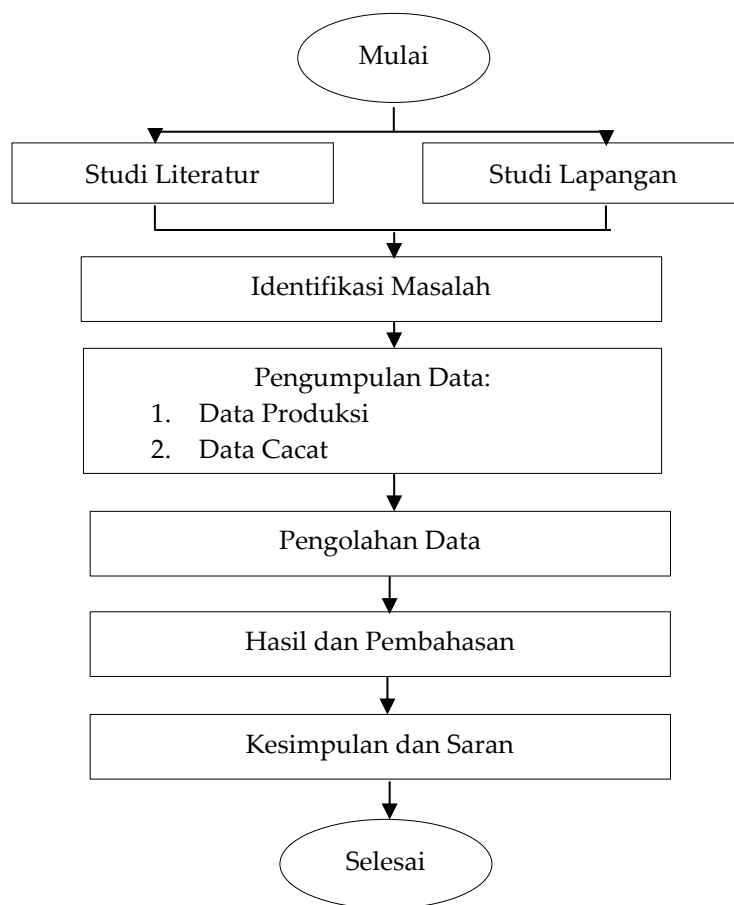 Mulai
Studi Literatur
Studi Lapangan
Identifikasi Masalah
Pengumpulan Data:
1. Data Produksi
2. Data Cacat
Pengolahan Data
Hasil dan Pembahasan
Kesimpulan dan Saran
Selesai